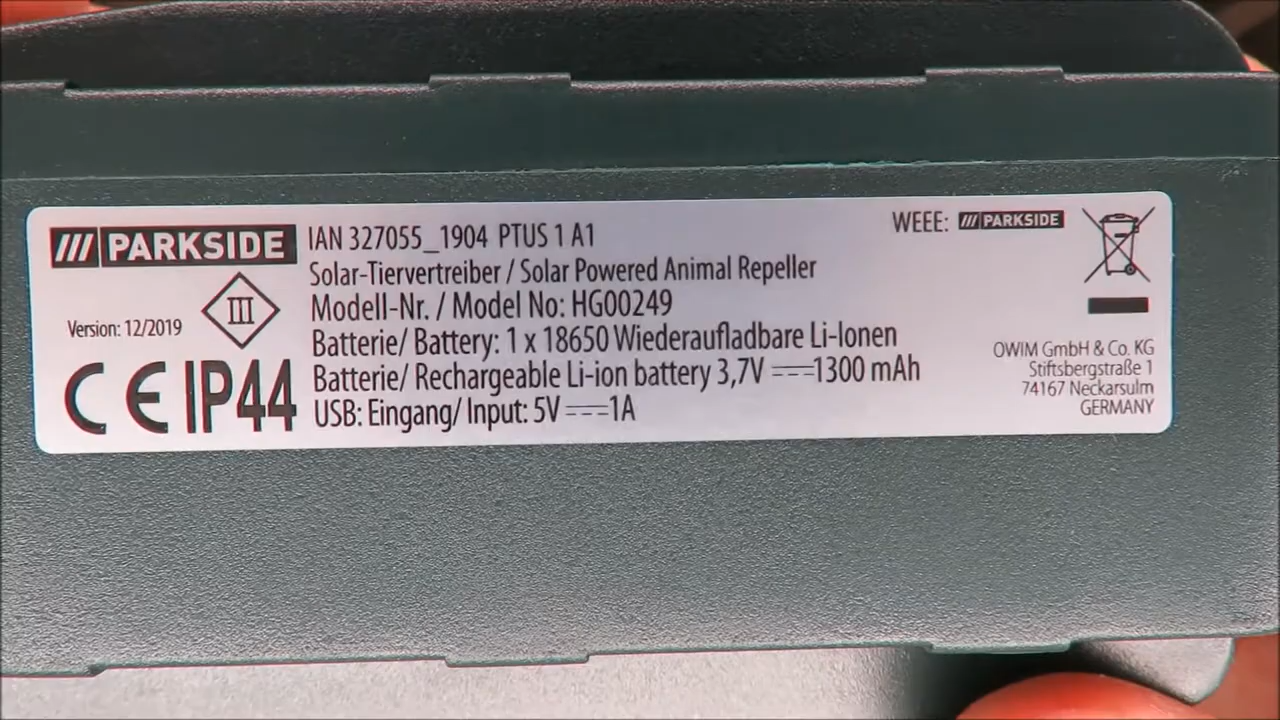 PARKSIDE
IAN 327055_1904 PTUS 1 A1
Solar-Tiervertreiber / Solar Powered Animal Repeller
Modell-Nr. / Model No: HG00249
Batterie/ Battery: 1 x 18650 Wiederaufladbare Li-Ionen
Batterie/ Rechargeable Li-ion battery 3,7V ⎓ 1300 mAh
USB: Eingang/ Input: 5V ⎓ 1A
III
Version: 12/2019
CE IP44
WEEE: PARKSIDE
OWIM GmbH & Co. KG
Stiftsbergstraße 1
74167 Neckarsulm
GERMANY